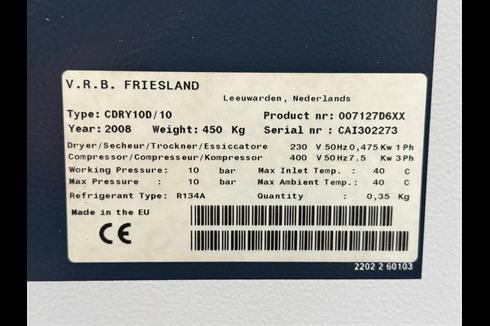 V.R.B. FRIESLAND
Leeuwarden, Nederlands
Type: CDRY10D/10 Product nr: 007127D6XX
Year: 2008 Weight: 450 Kg Serial nr : CAI302273
Dryer/Secheur/Trockner/Essiccatore 230 V 50Hz 0,475 Kw 1 Ph
Compressor/Compresseur/Kompressor 400 V 50Hz 7.5 Kw 3 Ph
Working Pressure: 10 bar Max Inlet Temp. : 40 C
Max Pressure : 10 bar Max Ambient Temp.: 40 C
Refrigerant Type: R134A Quantity : 0,35 Kg
Made in the EU
CE
2202 2 60103